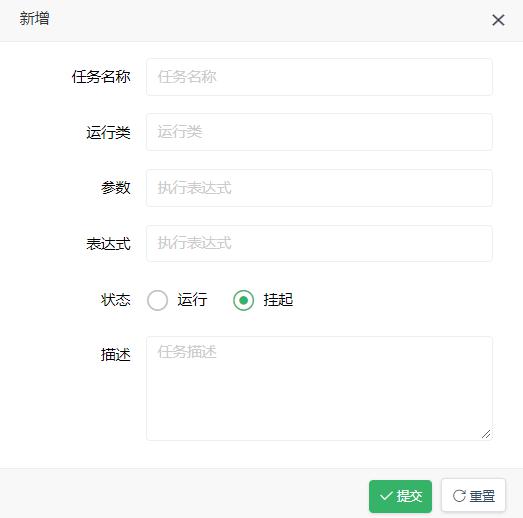 新增
任务名称 任务名称
运行类 运行类
参数 执行表达式
表达式 执行表达式
状态 运行 挂起
描述 任务描述
提交 重置